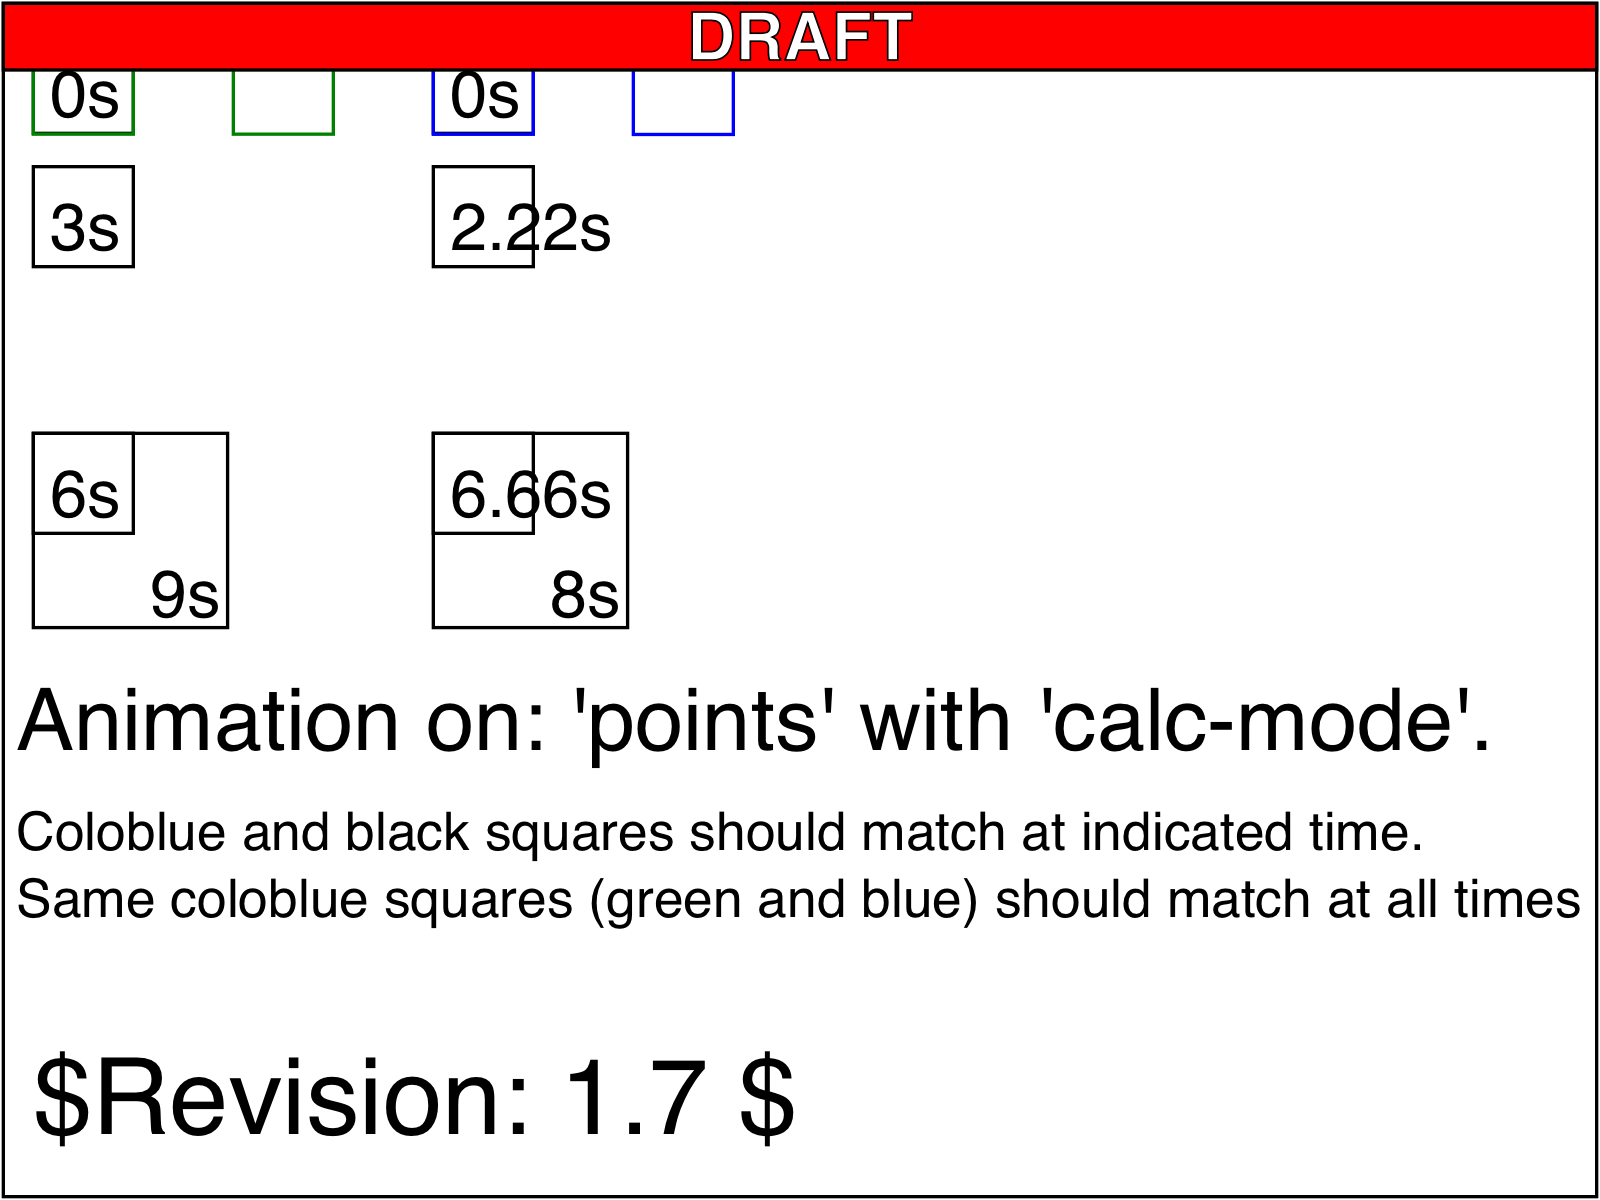 DRAFT
0s 0s
3s 2.22s
6s 6.66s
9s 8s
Animation on: 'points' with 'calc-mode'.
Coloblue and black squares should match at indicated time.
Same coloblue squares (green and blue) should match at all times
$Revision: 1.7 $